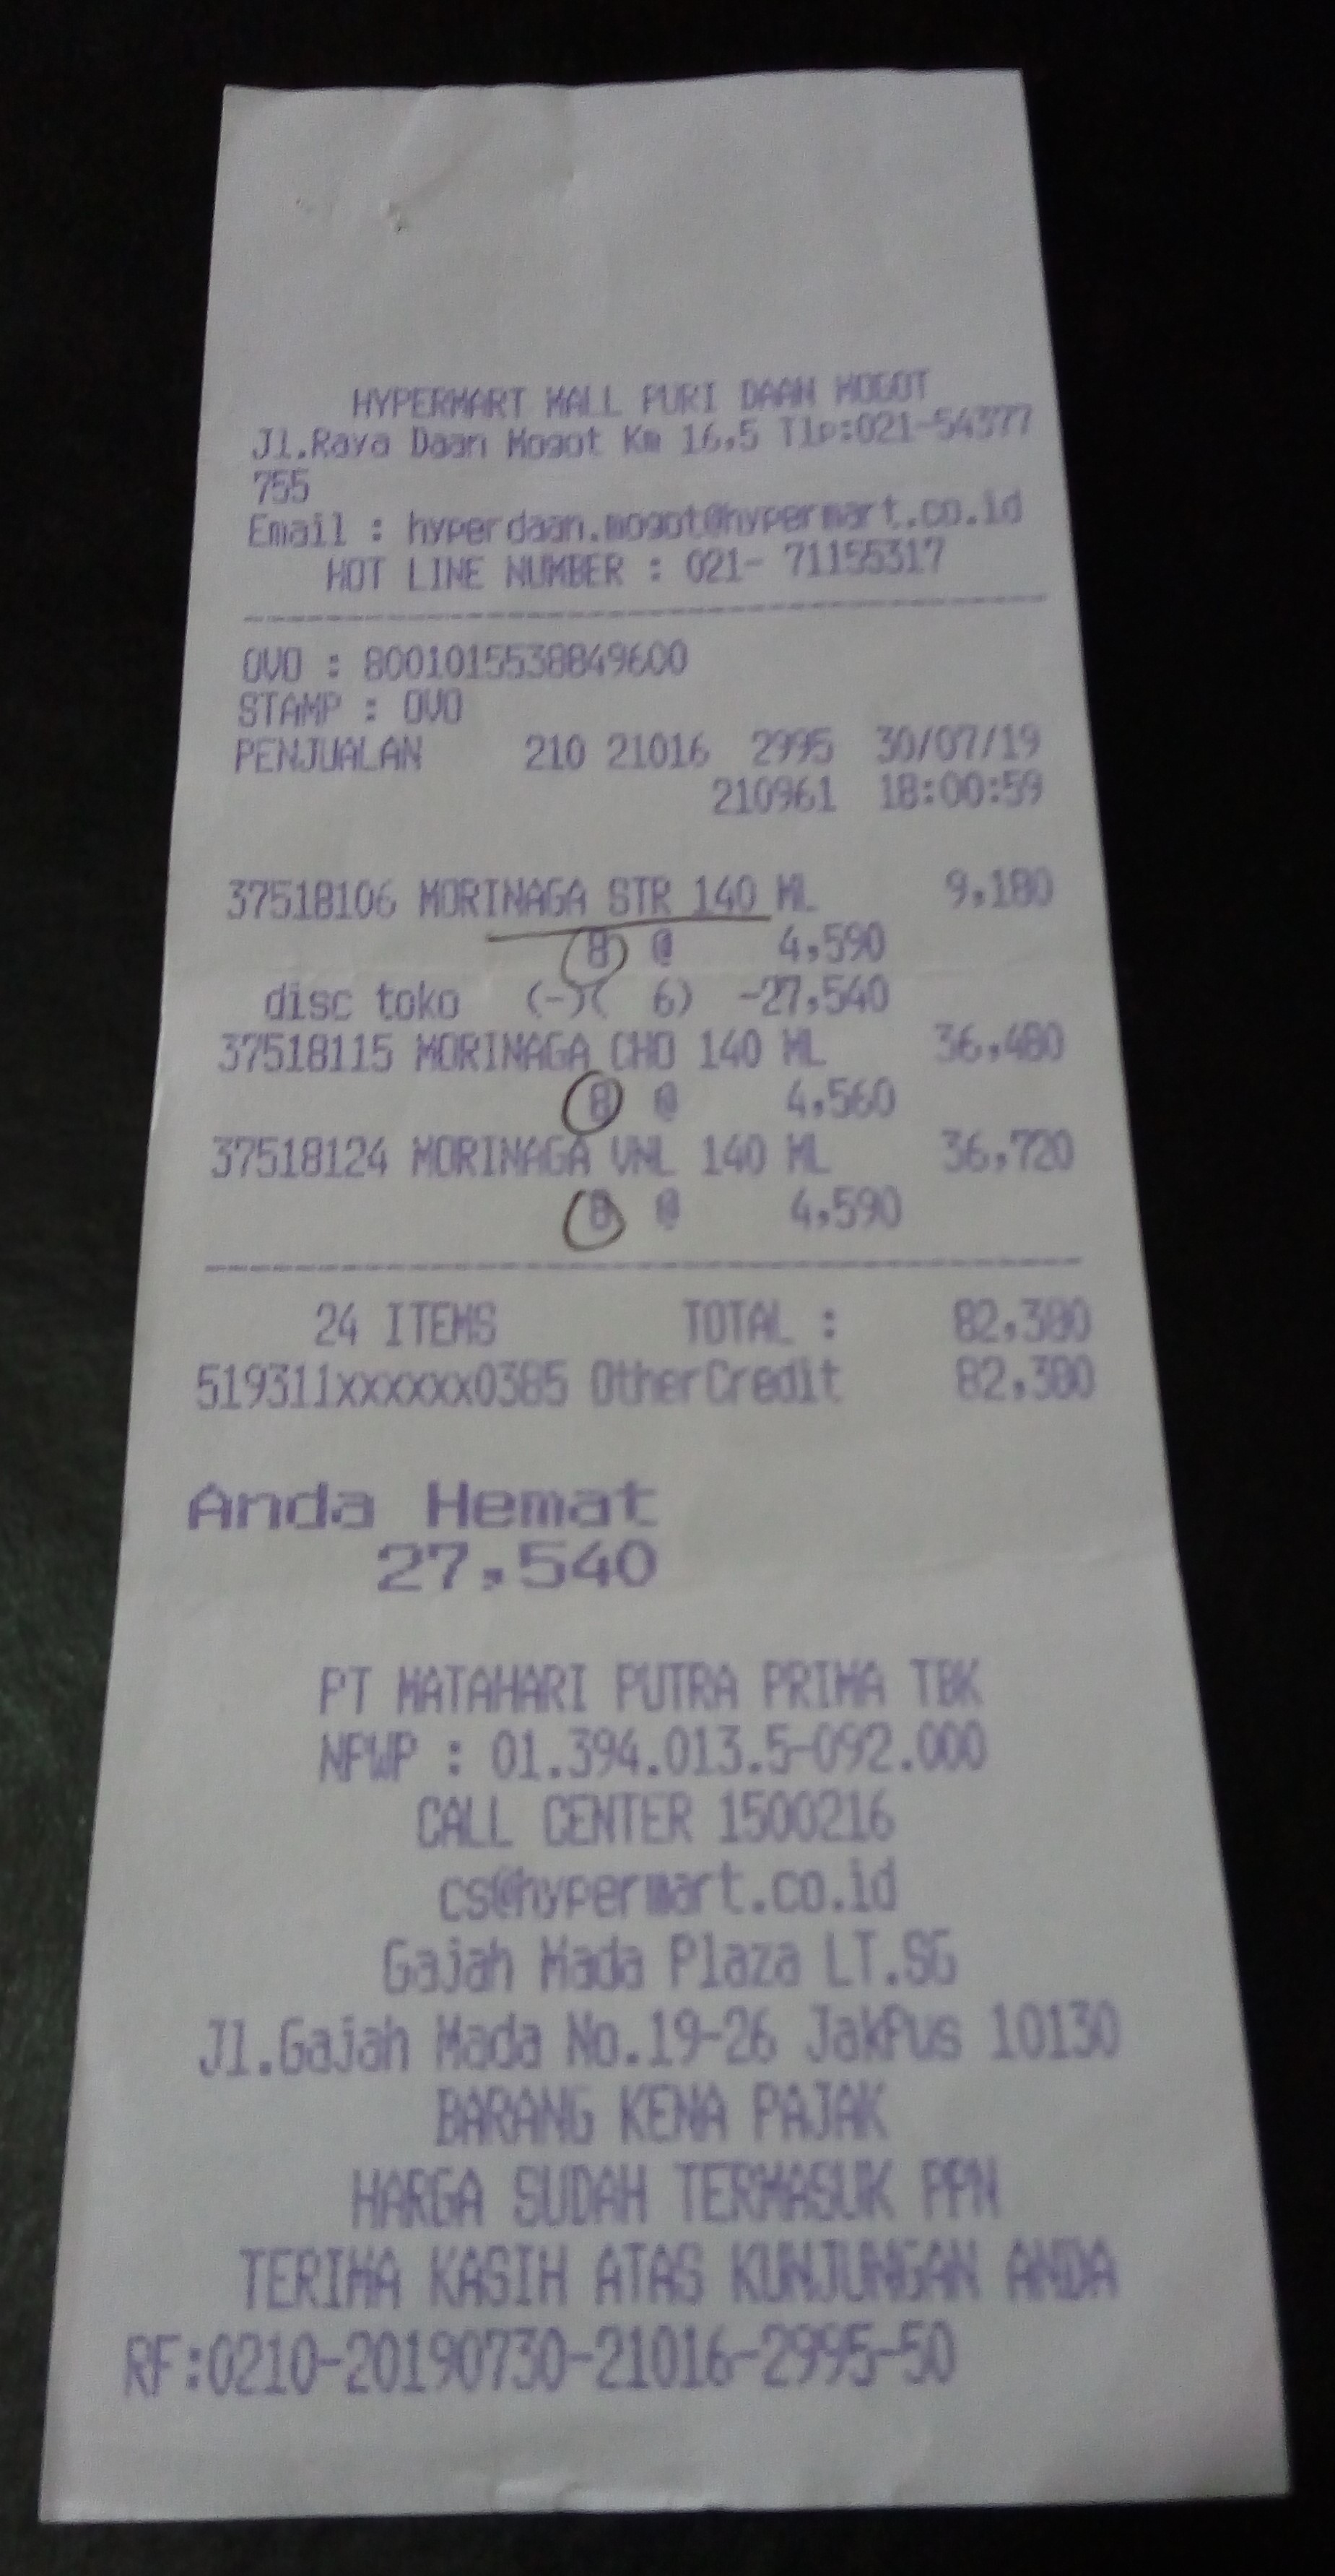 HYPERMART MALL PURI DAAN MOGOT
Jl.Raya Daan Mogot Km 16,5 Tlp:021-54377
755
Email : hyperdaan.mogot@hypermart.co.id
HOT LINE NUMBER : 021- 71155317
OVO : 8001015538849600
STAMP : OVO
PENJUALAN 210 21016 2995 30/07/19
210961 18:00:59
37518106 MORINAGA STR 140 ML 9,180
8 @ 4,590
disc toko (-)( 6) -27,540
37518115 MORINAGA CHO 140 ML 36,480
8 @ 4,560
37518124 MORINAGA VNL 140 ML 36,720
8 @ 4,590
24 ITEMS TOTAL : 82,380
519311xxxxxx0385 OtherCredit 82,380
Anda Hemat
27,540
PT MATAHARI PUTRA PRIMA TBK
NPWP : 01.394.013.5-092.000
CALL CENTER 1500216
cs@hypermart.co.id
Gajah Mada Plaza LT.SG
Jl.Gajah Mada No.19-26 JakPus 10130
BARANG KENA PAJAK
HARGA SUDAH TERMASUK PPN
TERIMA KASIH ATAS KUNJUNGAN ANDA
RF:0210-20190730-21016-2995-50